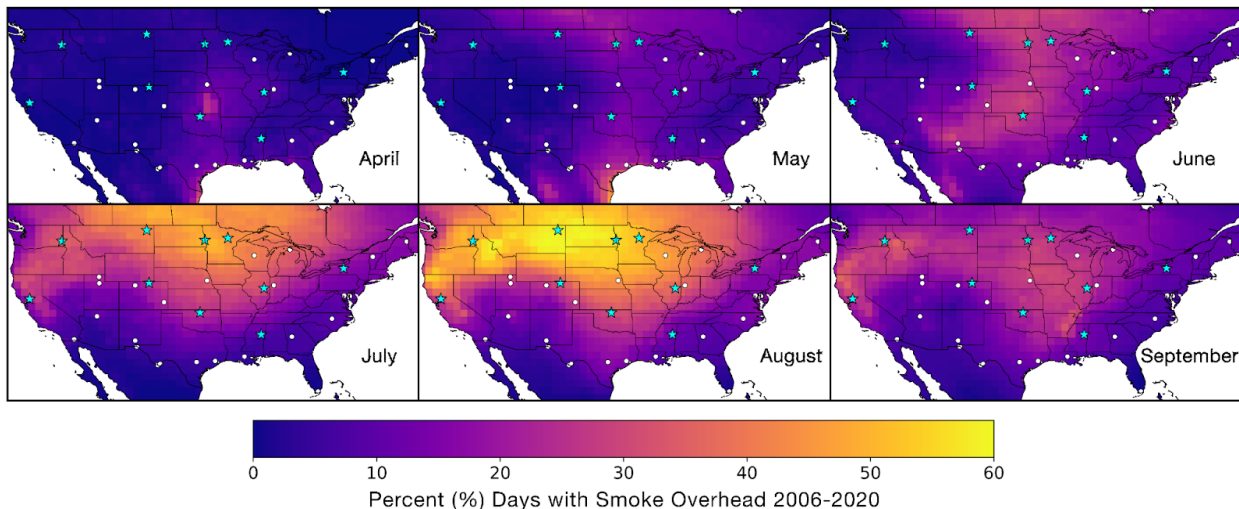 April
May
June
July
August
September
0 10 20 30 40 50 60
Percent (%) Days with Smoke Overhead 2006-2020